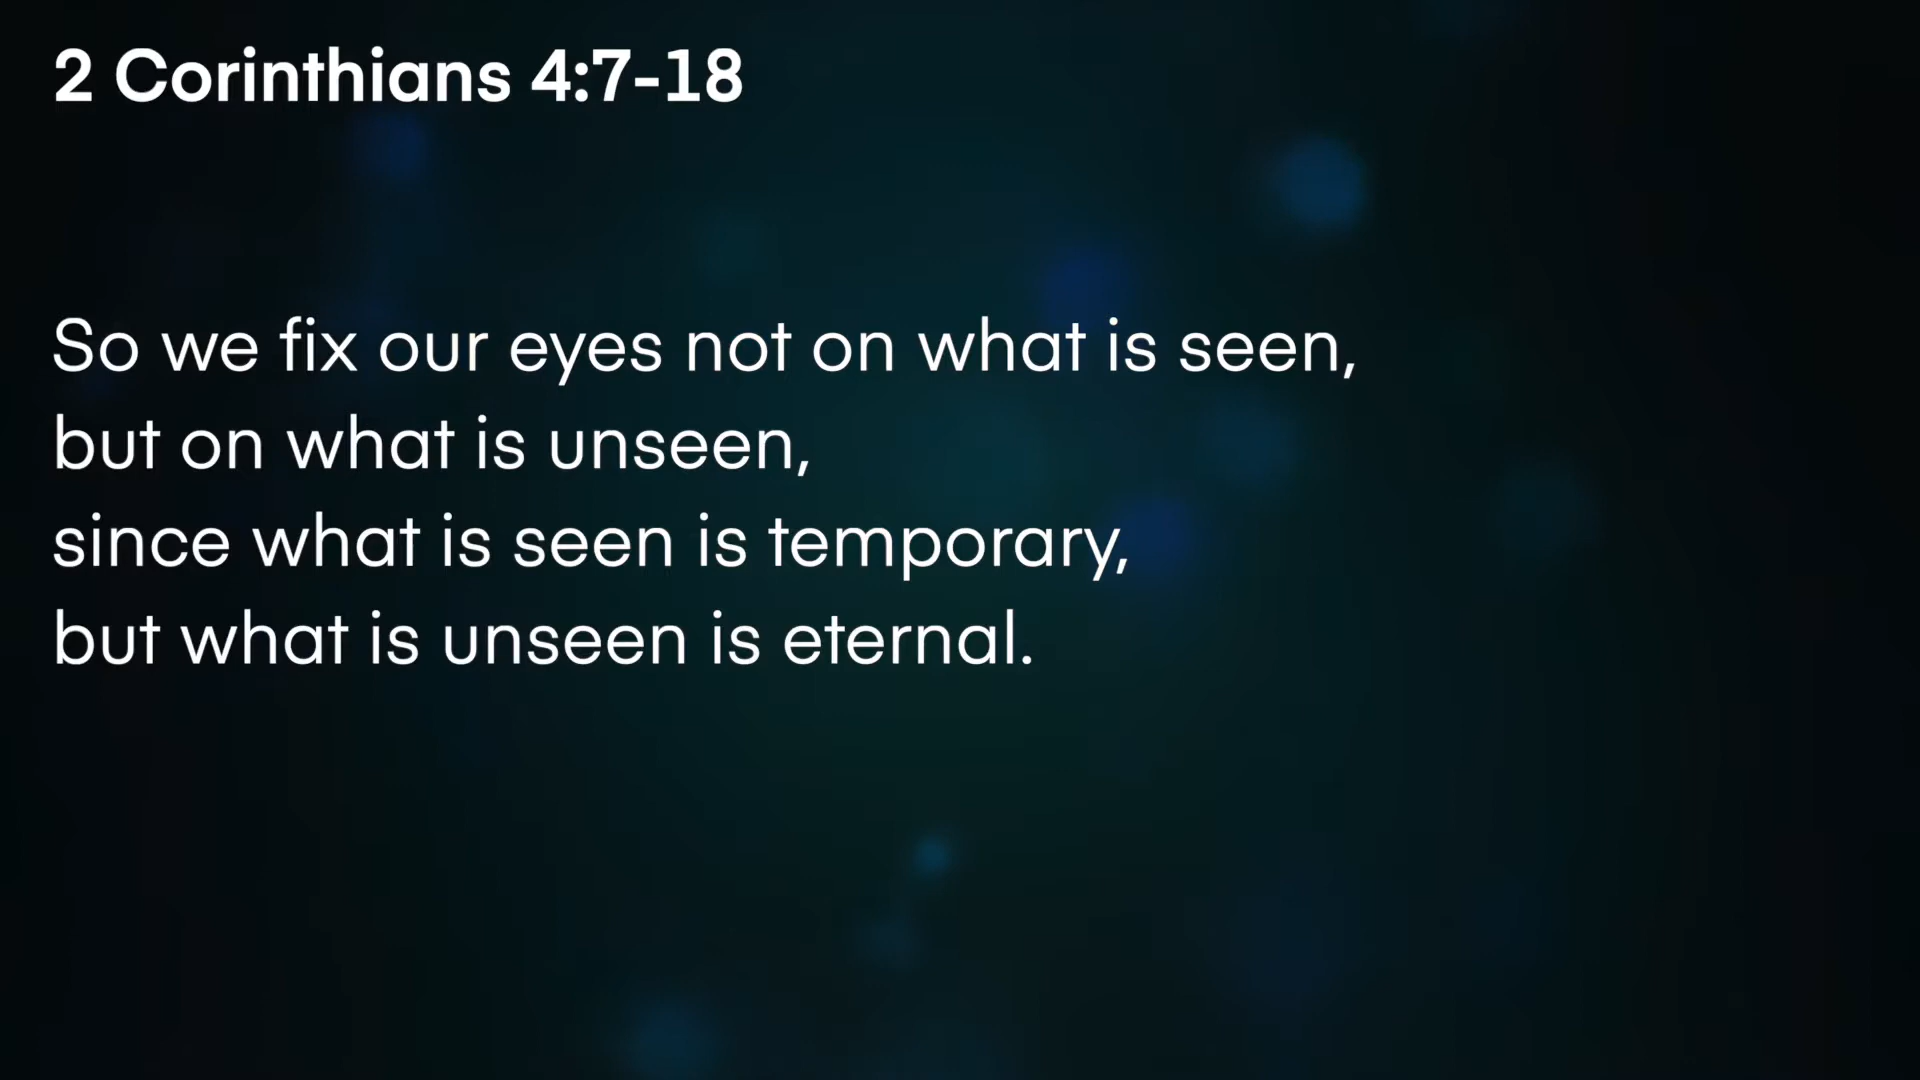 2 Corinthians 4:7-18
So we fix our eyes not on what is seen,
but on what is unseen,
since what is seen is temporary,
but what is unseen is eternal.